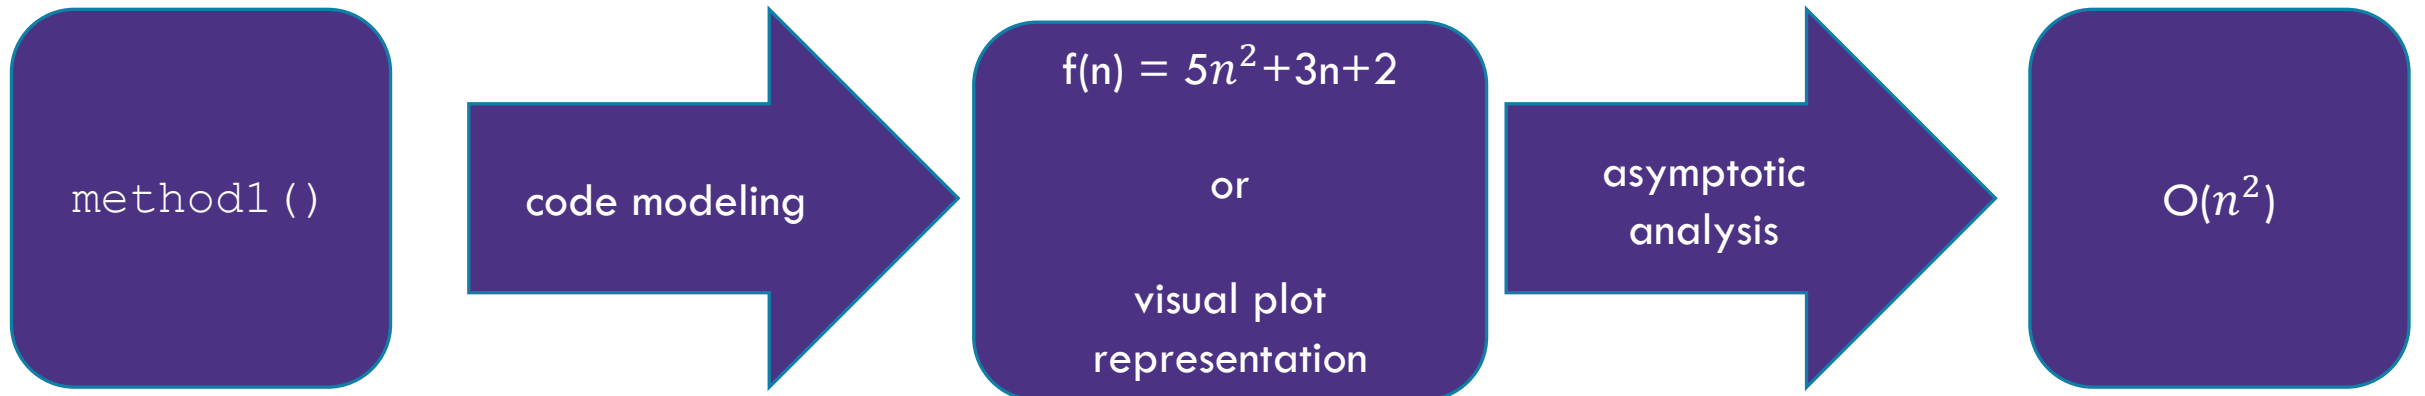 method1()
code modeling
f(n) = 5𝑛²+3n+2
or
visual plot
representation
asymptotic
analysis
O(𝑛²)